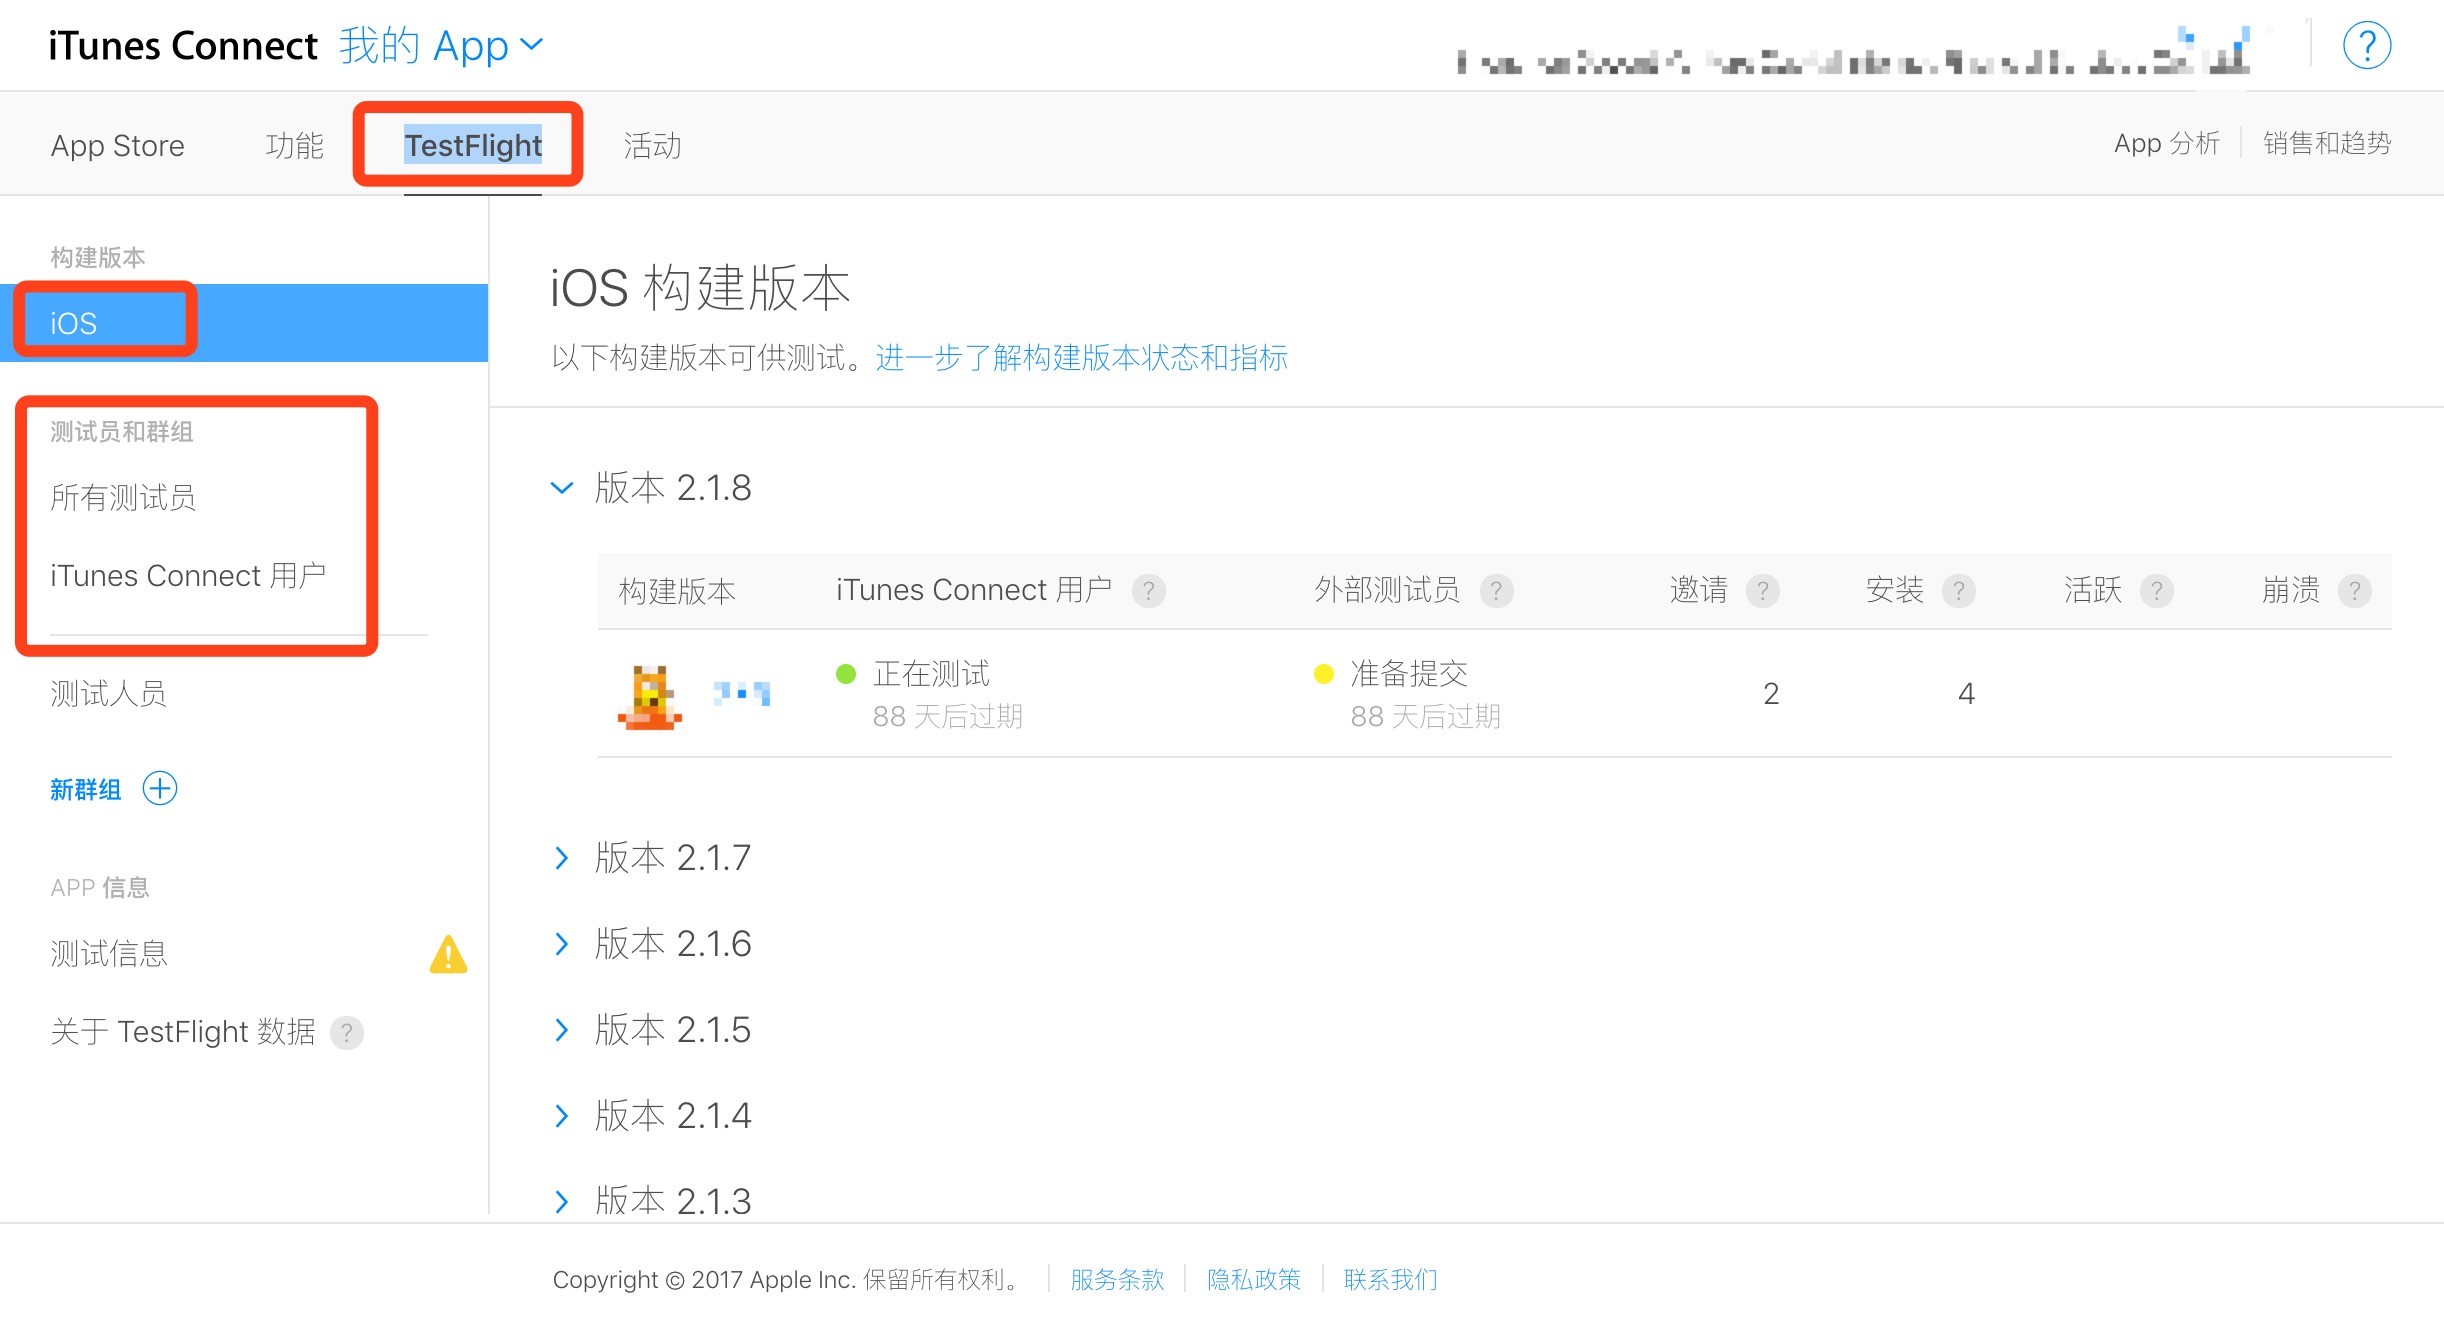 iTunes Connect 我的 App
?
App Store 功能 TestFlight 活动 App 分析 销售和趋势
构建版本
iOS
测试员和群组
所有测试员
iTunes Connect 用户
测试人员
新群组
APP 信息
测试信息
关于 TestFlight 数据 ?
iOS 构建版本
以下构建版本可供测试。进一步了解构建版本状态和指标
版本 2.1.8
构建版本 iTunes Connect 用户 ? 外部测试员 ? 邀请 ? 安装 ? 活跃 ? 崩溃 ?
正在测试 准备提交 2 4
88 天后过期 88 天后过期
版本 2.1.7
版本 2.1.6
版本 2.1.5
版本 2.1.4
版本 2.1.3
Copyright © 2017 Apple Inc. 保留所有权利。 服务条款 隐私政策 联系我们